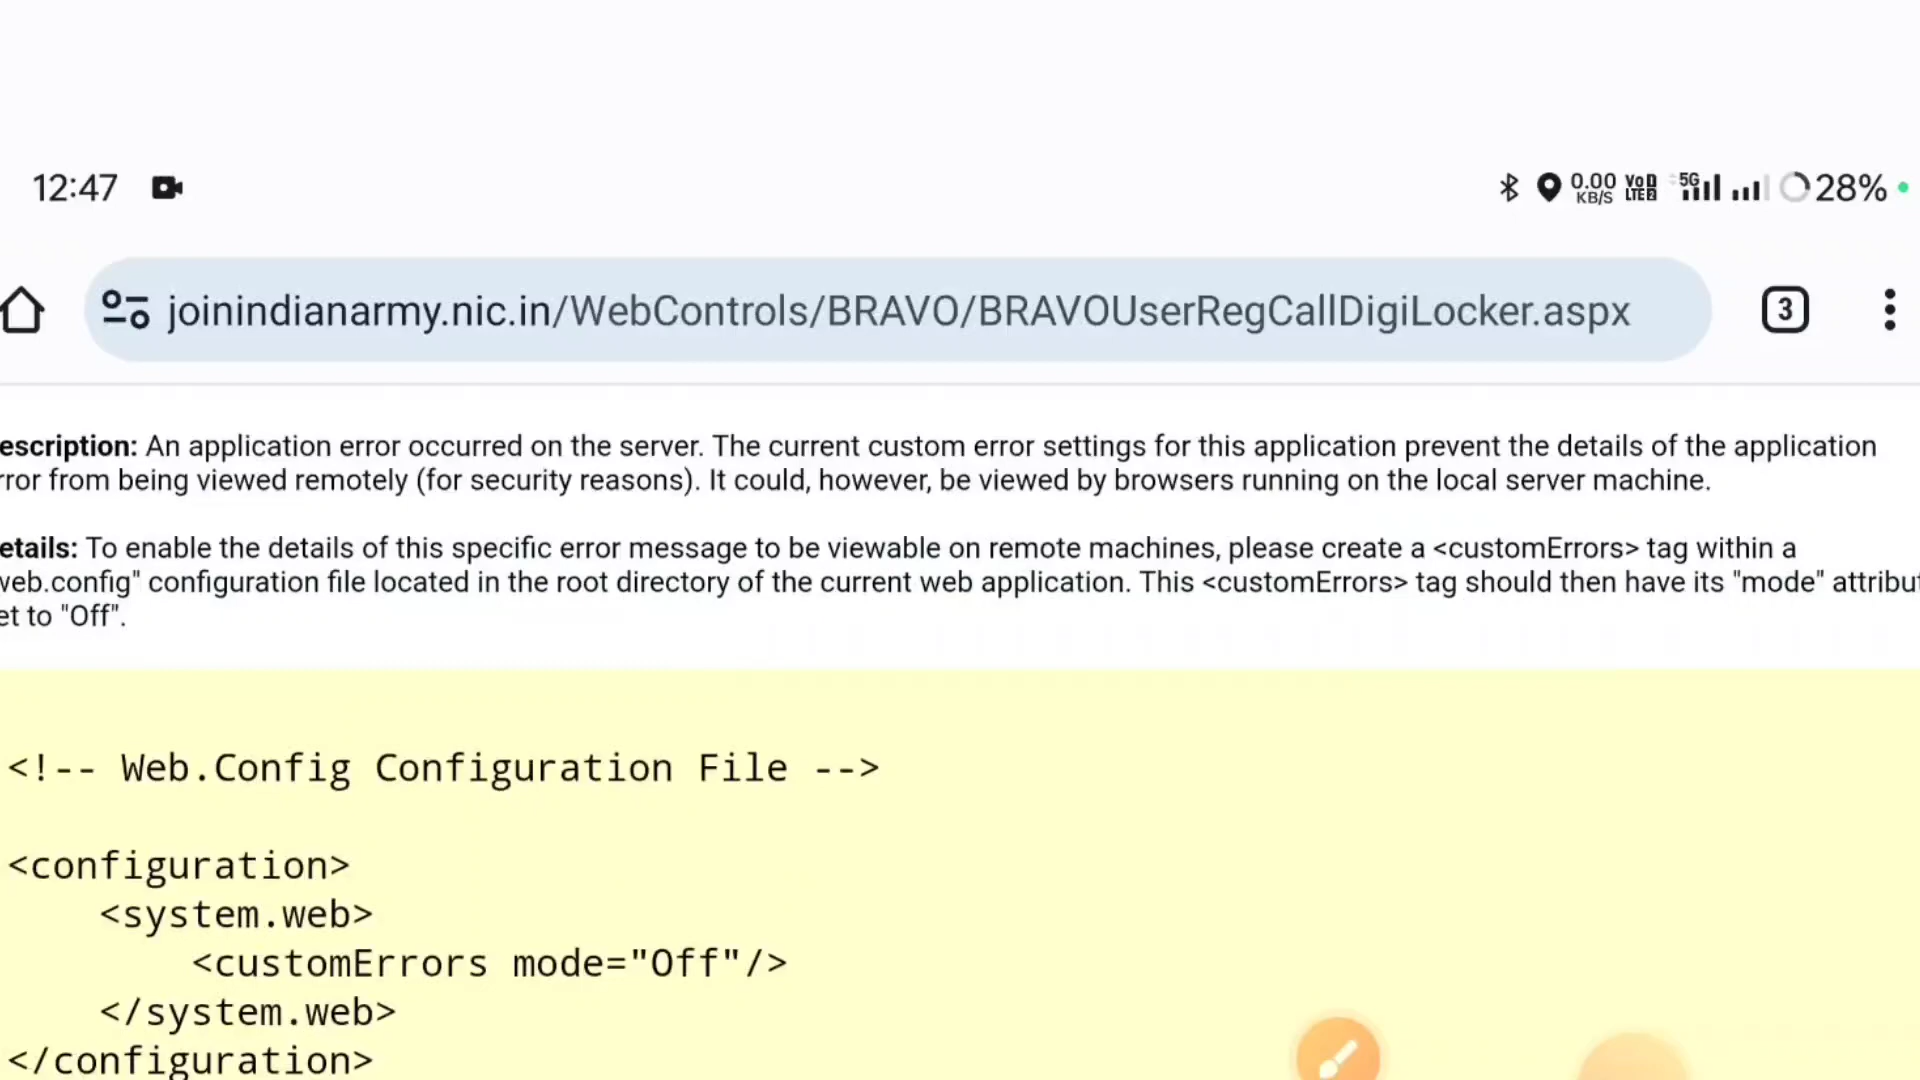 12:47
0.00 KB/S VoD LTE2 5G 28%
joinindianarmy.nic.in/WebControls/BRAVO/BRAVOUserRegCallDigiLocker.aspx
3
escription: An application error occurred on the server. The current custom error settings for this application prevent the details of the application
rror from being viewed remotely (for security reasons). It could, however, be viewed by browsers running on the local server machine.
etails: To enable the details of this specific error message to be viewable on remote machines, please create a <customErrors> tag within a
web.config" configuration file located in the root directory of the current web application. This <customErrors> tag should then have its "mode" attribut
et to "Off".
<!-- Web.Config Configuration File -->
<configuration>
    <system.web>
        <customErrors mode="Off"/>
    </system.web>
</configuration>